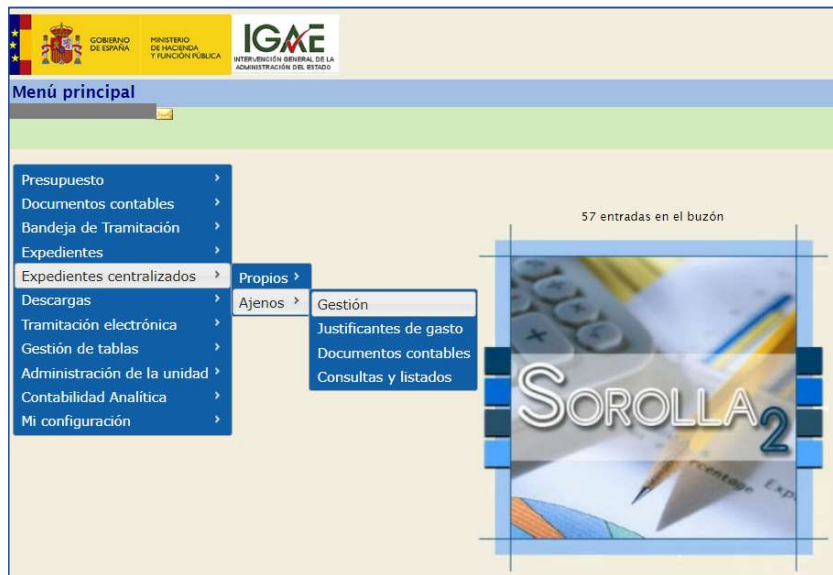 GOBIERNO
DE ESPAÑA
MINISTERIO
DE HACIENDA
Y FUNCIÓN PÚBLICA
IGAE
INTERVENCIÓN GENERAL DE LA
ADMINISTRACIÓN DEL ESTADO
Menú principal
Presupuesto
Documentos contables
Bandeja de Tramitación
Expedientes
Expedientes centralizados
Descargas
Tramitación electrónica
Gestión de tablas
Administración de la unidad
Contabilidad Analítica
Mi configuración
Propios
Ajenos
Gestión
Justificantes de gasto
Documentos contables
Consultas y listados
57 entradas en el buzón
SOROLLA2